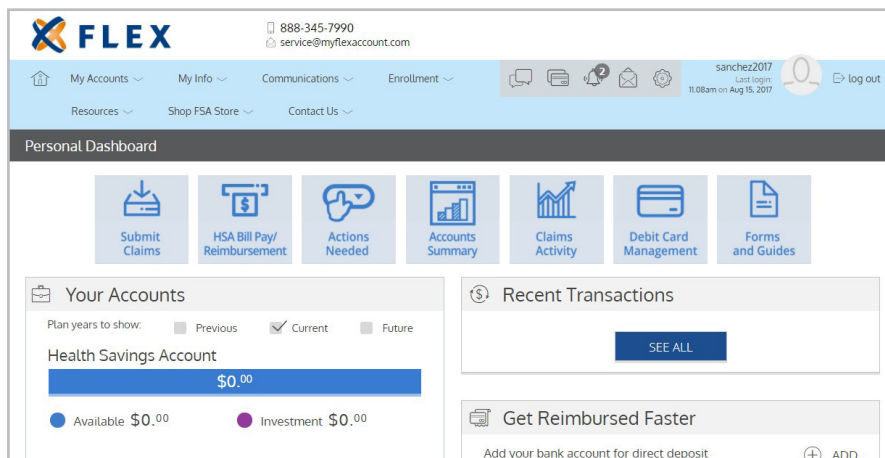 FLEX
888-345-7990
service@myflexaccount.com
My Accounts
My Info
Communications
Enrollment
2
sanchez2017
Last login:
11.08am on Aug 15, 2017
log out
Resources
Shop FSA Store
Contact Us
Personal Dashboard
Submit
Claims
HSA Bill Pay/
Reimbursement
Actions
Needed
Accounts
Summary
Claims
Activity
Debit Card
Management
Forms
and Guides
Your Accounts
Plan years to show: Previous Current Future
Health Savings Account
$0.00
Available $0.00 Investment $0.00
Recent Transactions
SEE ALL
Get Reimbursed Faster
Add your bank account for direct deposit ADD